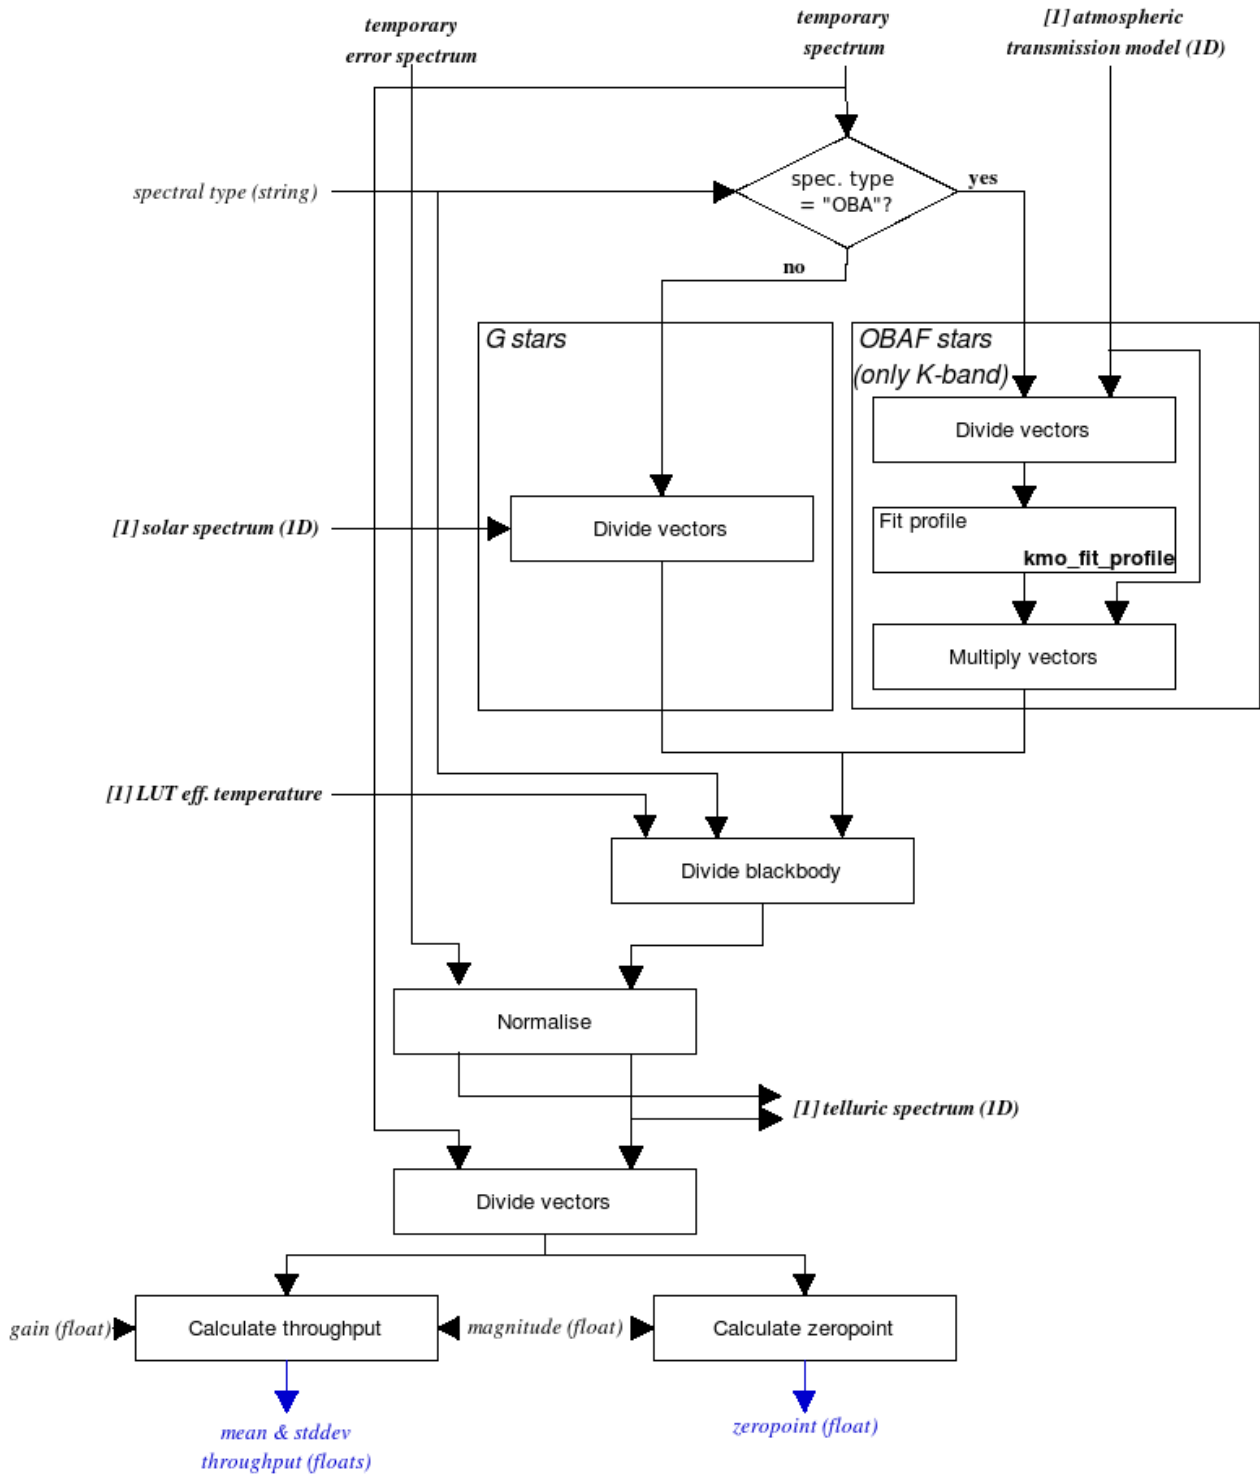 temporary
error spectrum
temporary
spectrum
[1] atmospheric
transmission model (1D)
spectral type (string)
spec. type
= "OBA"?
yes
no
G stars
OBAF stars
(only K-band)
Divide vectors
Fit profile
kmo_fit_profile
[1] solar spectrum (1D)
Divide vectors
Multiply vectors
[1] LUT eff. temperature
Divide blackbody
Normalise
[1] telluric spectrum (1D)
Divide vectors
gain (float)
Calculate throughput
magnitude (float)
Calculate zeropoint
mean & stddev
throughput (floats)
zeropoint (float)